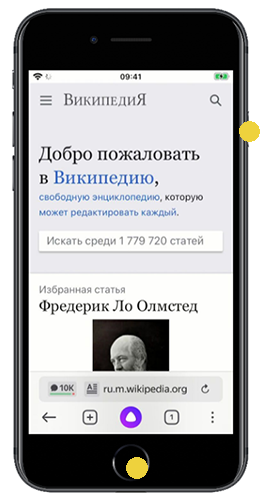 09:41
ВикипедиЯ
Добро пожаловать
в Википедию,
свободную энциклопедию, которую
может редактировать каждый.
Искать среди 1 779 720 статей
Избранная статья
Фредерик Ло Олмстед
10K ru.m.wikipedia.org
1